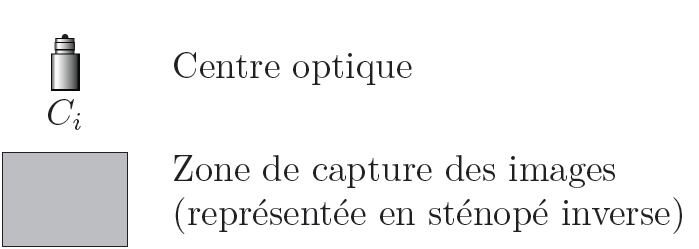 Centre optique
C_i
Zone de capture des images
(représentée en sténopé inverse)